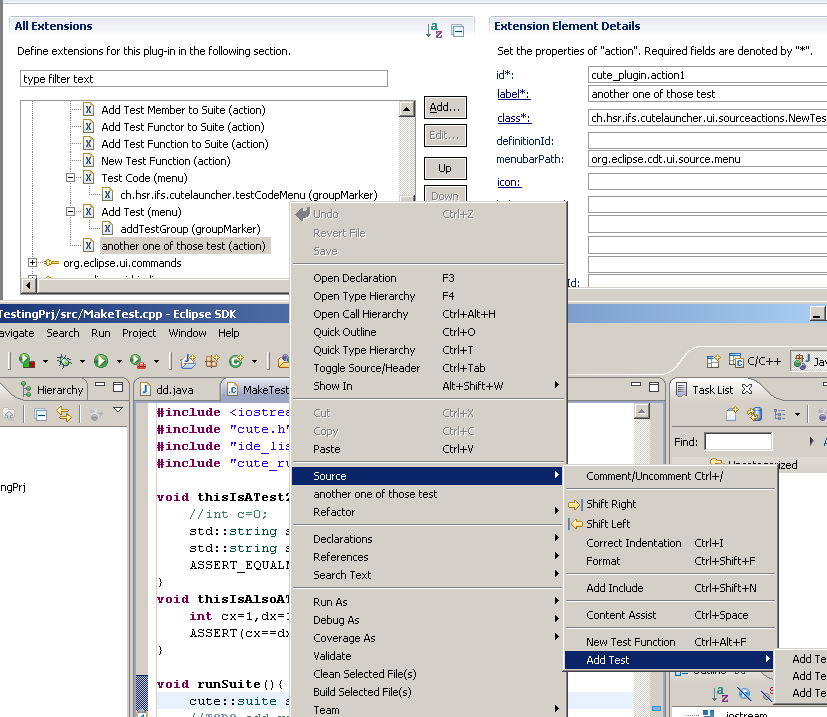 All Extensions
Define extensions for this plug-in in the following section.
type filter text
Add Test Member to Suite (action)
Add Test Functor to Suite (action)
Add Test Function to Suite (action)
New Test Function (action)
Test Code (menu)
ch.hsr.ifs.cutelauncher.testCodeMenu (groupMarker)
Add Test (menu)
addTestGroup (groupMarker)
another one of those test (action)
org.eclipse.ui.commands
Add...
Edit...
Up
Down
Extension Element Details
Set the properties of "action". Required fields are denoted by "*".
id*: cute_plugin.action1
label*: another one of those test
class*: ch.hsr.ifs.cutelauncher.ui.sourceactions.NewTes
definitionId:
menubarPath: org.eclipse.cdt.ui.source.menu
icon:
Id:
TestingPrj/src/MakeTest.cpp - Eclipse SDK
avigate Search Run Project Window Help
C/C++ Jav
Hierarchy
dd.java
MakeTest
Task List
Find:
Uncategorized
ngPrj
#include <iostrea
#include "cute.h"
#include "ide_lis
#include "cute_ru
void thisIsATest2
//int c=0;
std::string s
std::string s
ASSERT_EQUALM
}
void thisIsAlsoAT
int cx=1,dx=1
ASSERT(cx==dx
}
void runSuite(){
cute::suite s
Undo Ctrl+Z
Revert File
Save
Open Declaration F3
Open Type Hierarchy F4
Open Call Hierarchy Ctrl+Alt+H
Quick Outline Ctrl+O
Quick Type Hierarchy Ctrl+T
Toggle Source/Header Ctrl+Tab
Show In Alt+Shift+W
Cut Ctrl+X
Copy Ctrl+C
Paste Ctrl+V
Source
another one of those test
Refactor
Declarations
References
Search Text
Run As
Debug As
Coverage As
Validate
Clean Selected File(s)
Build Selected File(s)
Team
Comment/Uncomment Ctrl+/
Shift Right
Shift Left
Correct Indentation Ctrl+I
Format Ctrl+Shift+F
Add Include Ctrl+Shift+N
Content Assist Ctrl+Space
New Test Function Ctrl+Alt+F
Add Test
Add Te
Add Te
Add Te
iostream